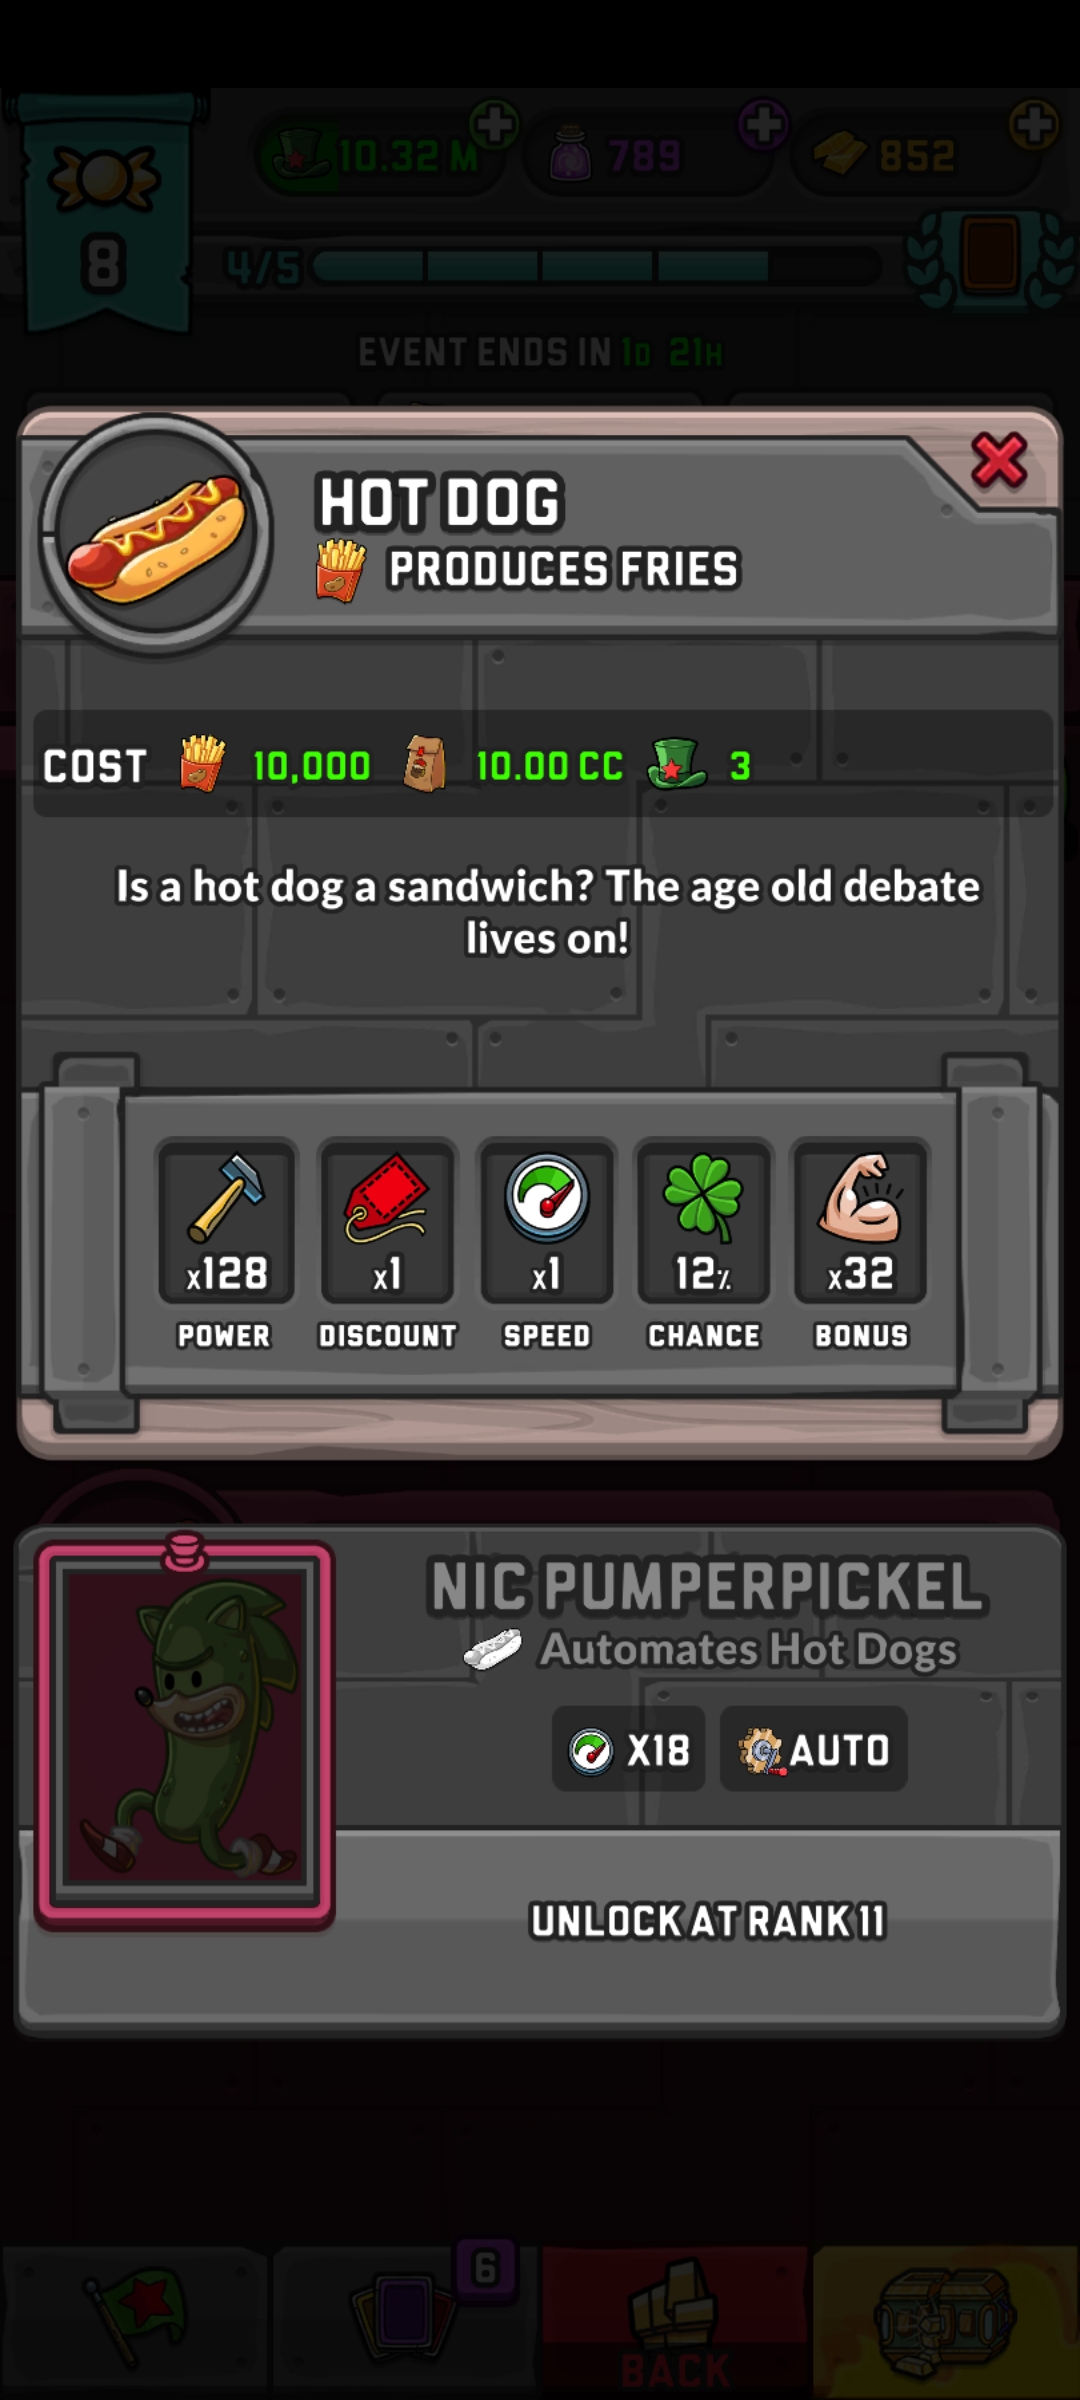 10.32 M
789
852
8
4/5
EVENT ENDS IN 1D 21H
HOT DOG
PRODUCES FRIES
COST 10,000 10.00 CC 3
Is a hot dog a sandwich? The age old debate
lives on!
x128 x1 x1 12% x32
POWER DISCOUNT SPEED CHANCE BONUS
NIC PUMPERPICKEL
Automates Hot Dogs
X18 AUTO
UNLOCK AT RANK 11
6
BACK